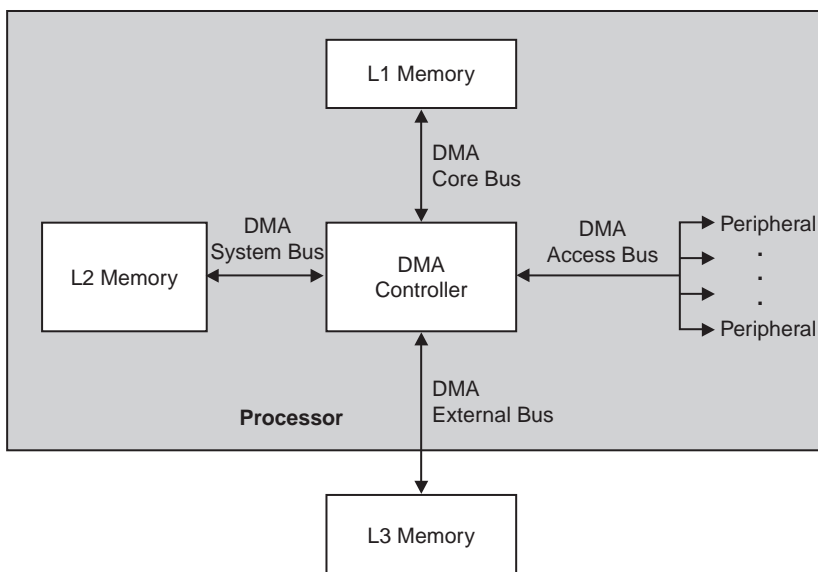 L1 Memory
DMA
Core Bus
DMA
System Bus
DMA
Access Bus
Peripheral
.
.
.
Peripheral
L2 Memory
DMA
Controller
DMA
External Bus
Processor
L3 Memory